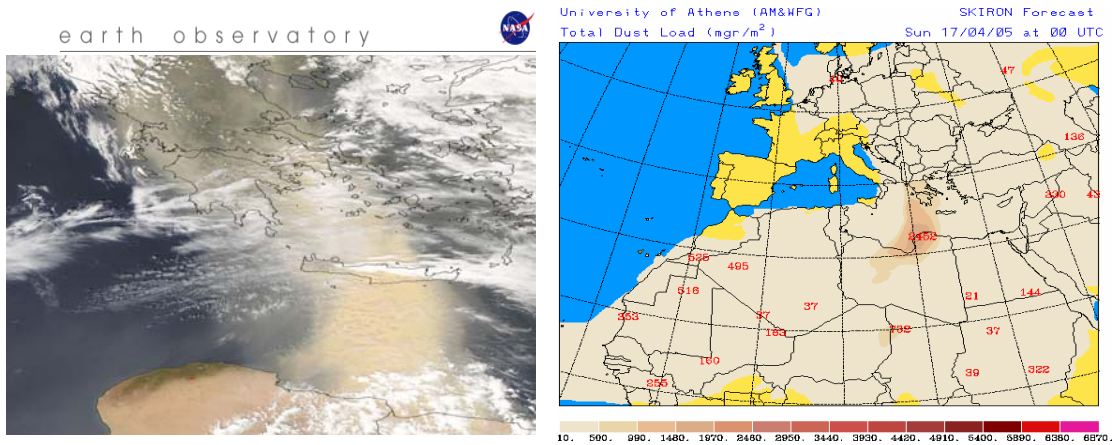 earth observatory
NASA
University of Athens (AM&WFG)
SKIRON Forecast
Total Dust Load (mgr/m²)
Sun 17/04/05 at 00 UTC
47
136
330
2452
525
495
516
353
37
37
183
160
255
732
21
144
37
39
322
10. 500. 990. 1480. 1970. 2460. 2950. 3440. 3930. 4420. 4910. 5400. 5890. 6380. 6870.